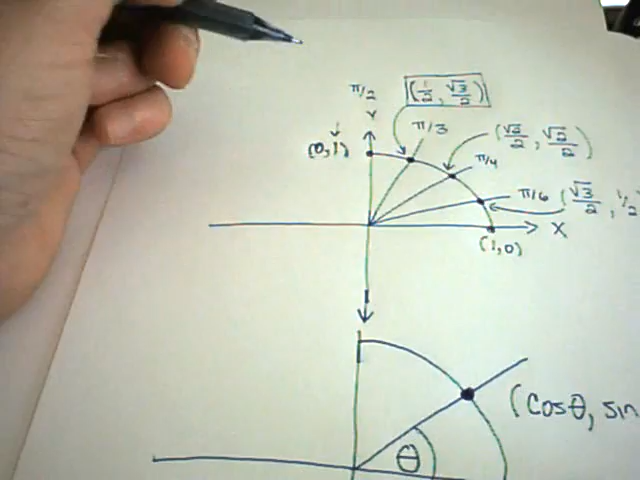 π/2 (1/2, √3/2)
Y π/3
(0,1) (√2/2, √2/2)
π/4
π/6 (√3/2, 1/2
X
(1,0)
(cosθ, sin
θ